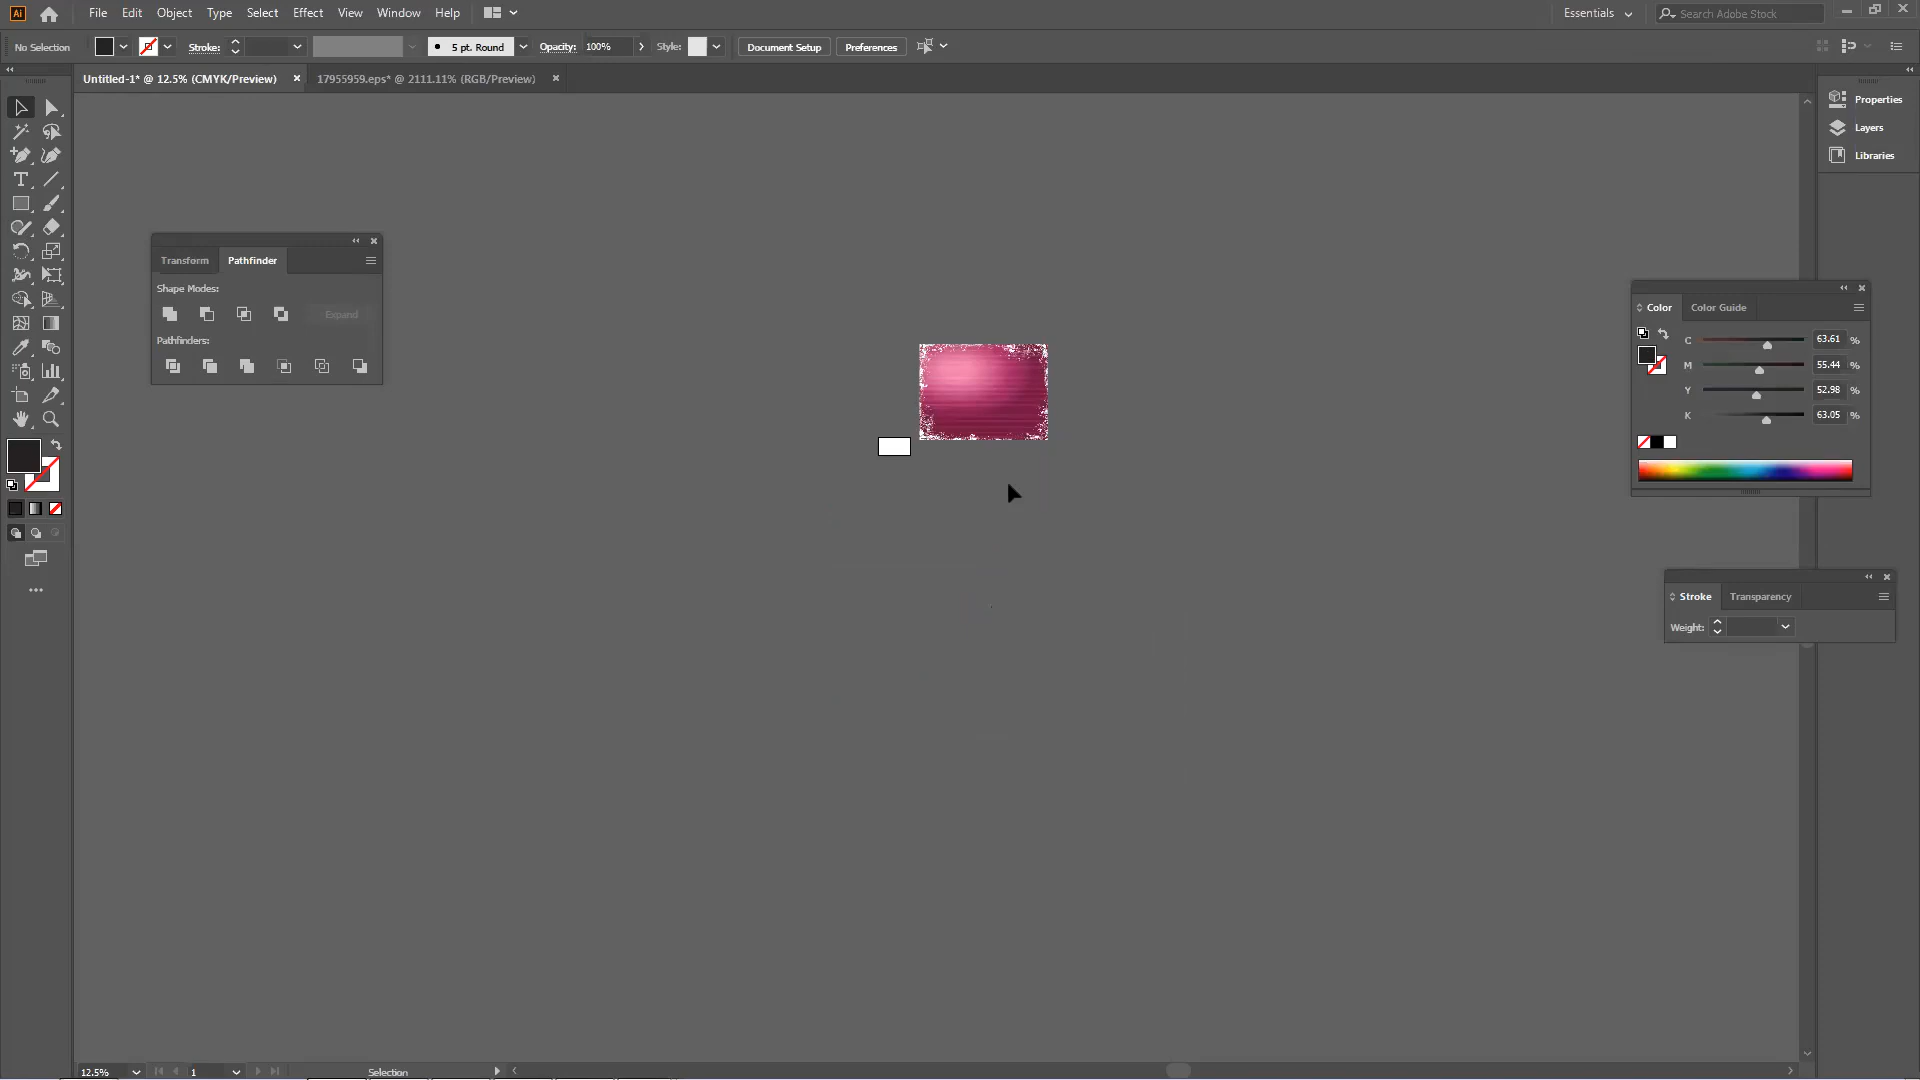 Ai File Edit Object Type Select Effect View Window Help Essentials Search Adobe Stock
No Selection Stroke: 5 pt. Round Opacity: 100% Style: Document Setup Preferences
Untitled-1* @ 12.5% (CMYK/Preview) 17955959.eps* @ 2111.11% (RGB/Preview)
Properties
Layers
Libraries
Transform Pathfinder
Shape Modes:
Expand
Pathfinders:
Color Color Guide
C 63.61 %
M 55.44 %
Y 52.98 %
K 63.05 %
Stroke Transparency
Weight:
12.5% 1 Selection